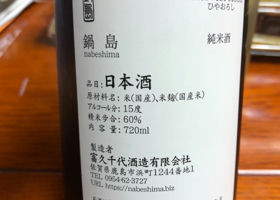 ひやおろし
鍋島
nabeshima
純米酒
品目:日本酒
原材料名:米(国産)、米麹(国産米)
アルコール分:15度
精米歩合:60%
内 容 量:720ml
製造者
富久千代酒造有限会社
佐賀県鹿島市浜町1244番地1
TEL 0954-62-3727
URL https://nabeshima.biz